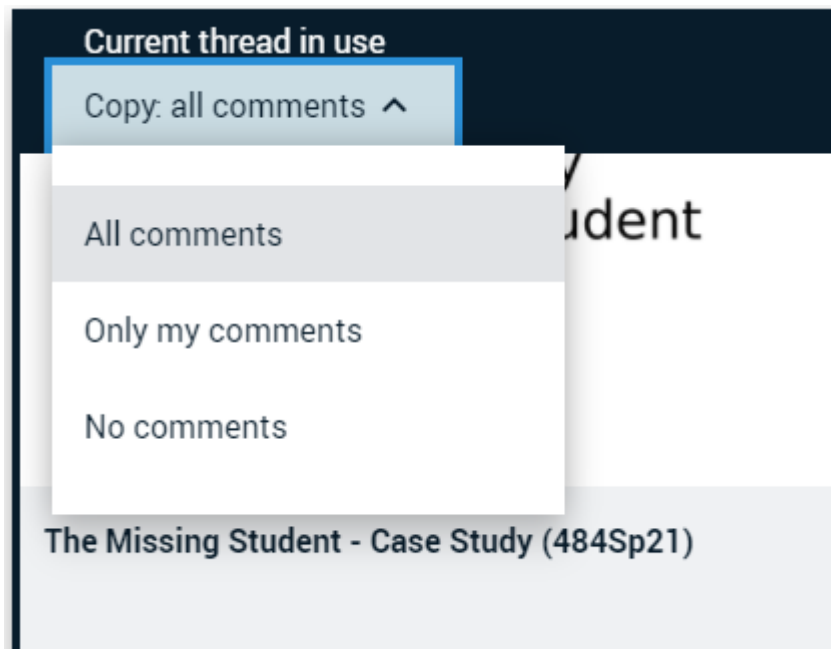 Current thread in use
Copy: all comments
All comments
Only my comments
No comments
The Missing Student - Case Study (484Sp21)